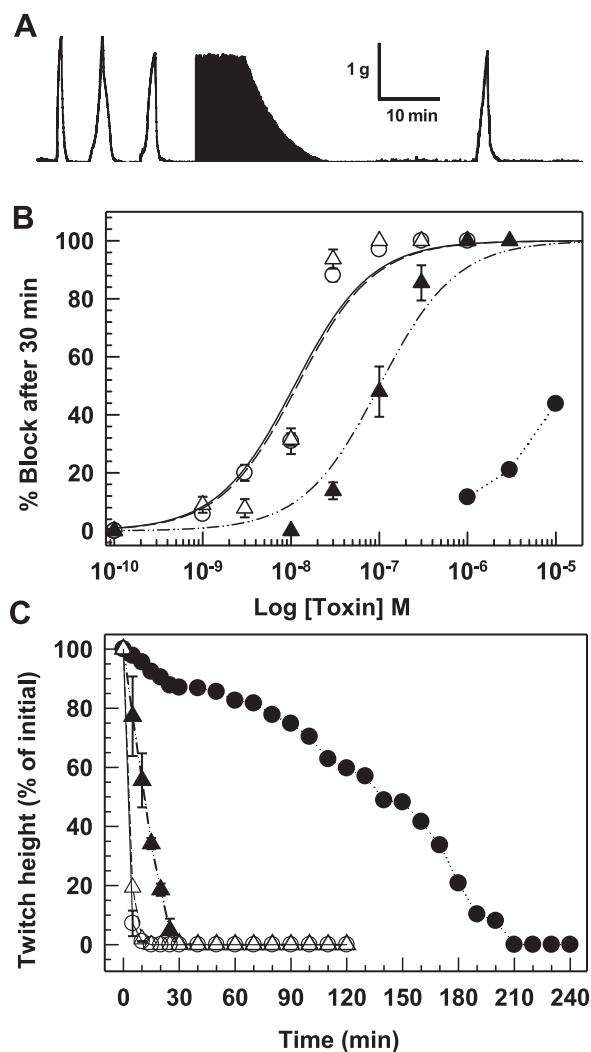 A
1 g
10 min
B
% Block after 30 min
100
80
60
40
20
0
10⁻¹⁰ 10⁻⁹ 10⁻⁸ 10⁻⁷ 10⁻⁶ 10⁻⁵
Log [Toxin] M
C
Twitch height (% of initial)
100
80
60
40
20
0
0 30 60 90 120 150 180 210 240
Time (min)